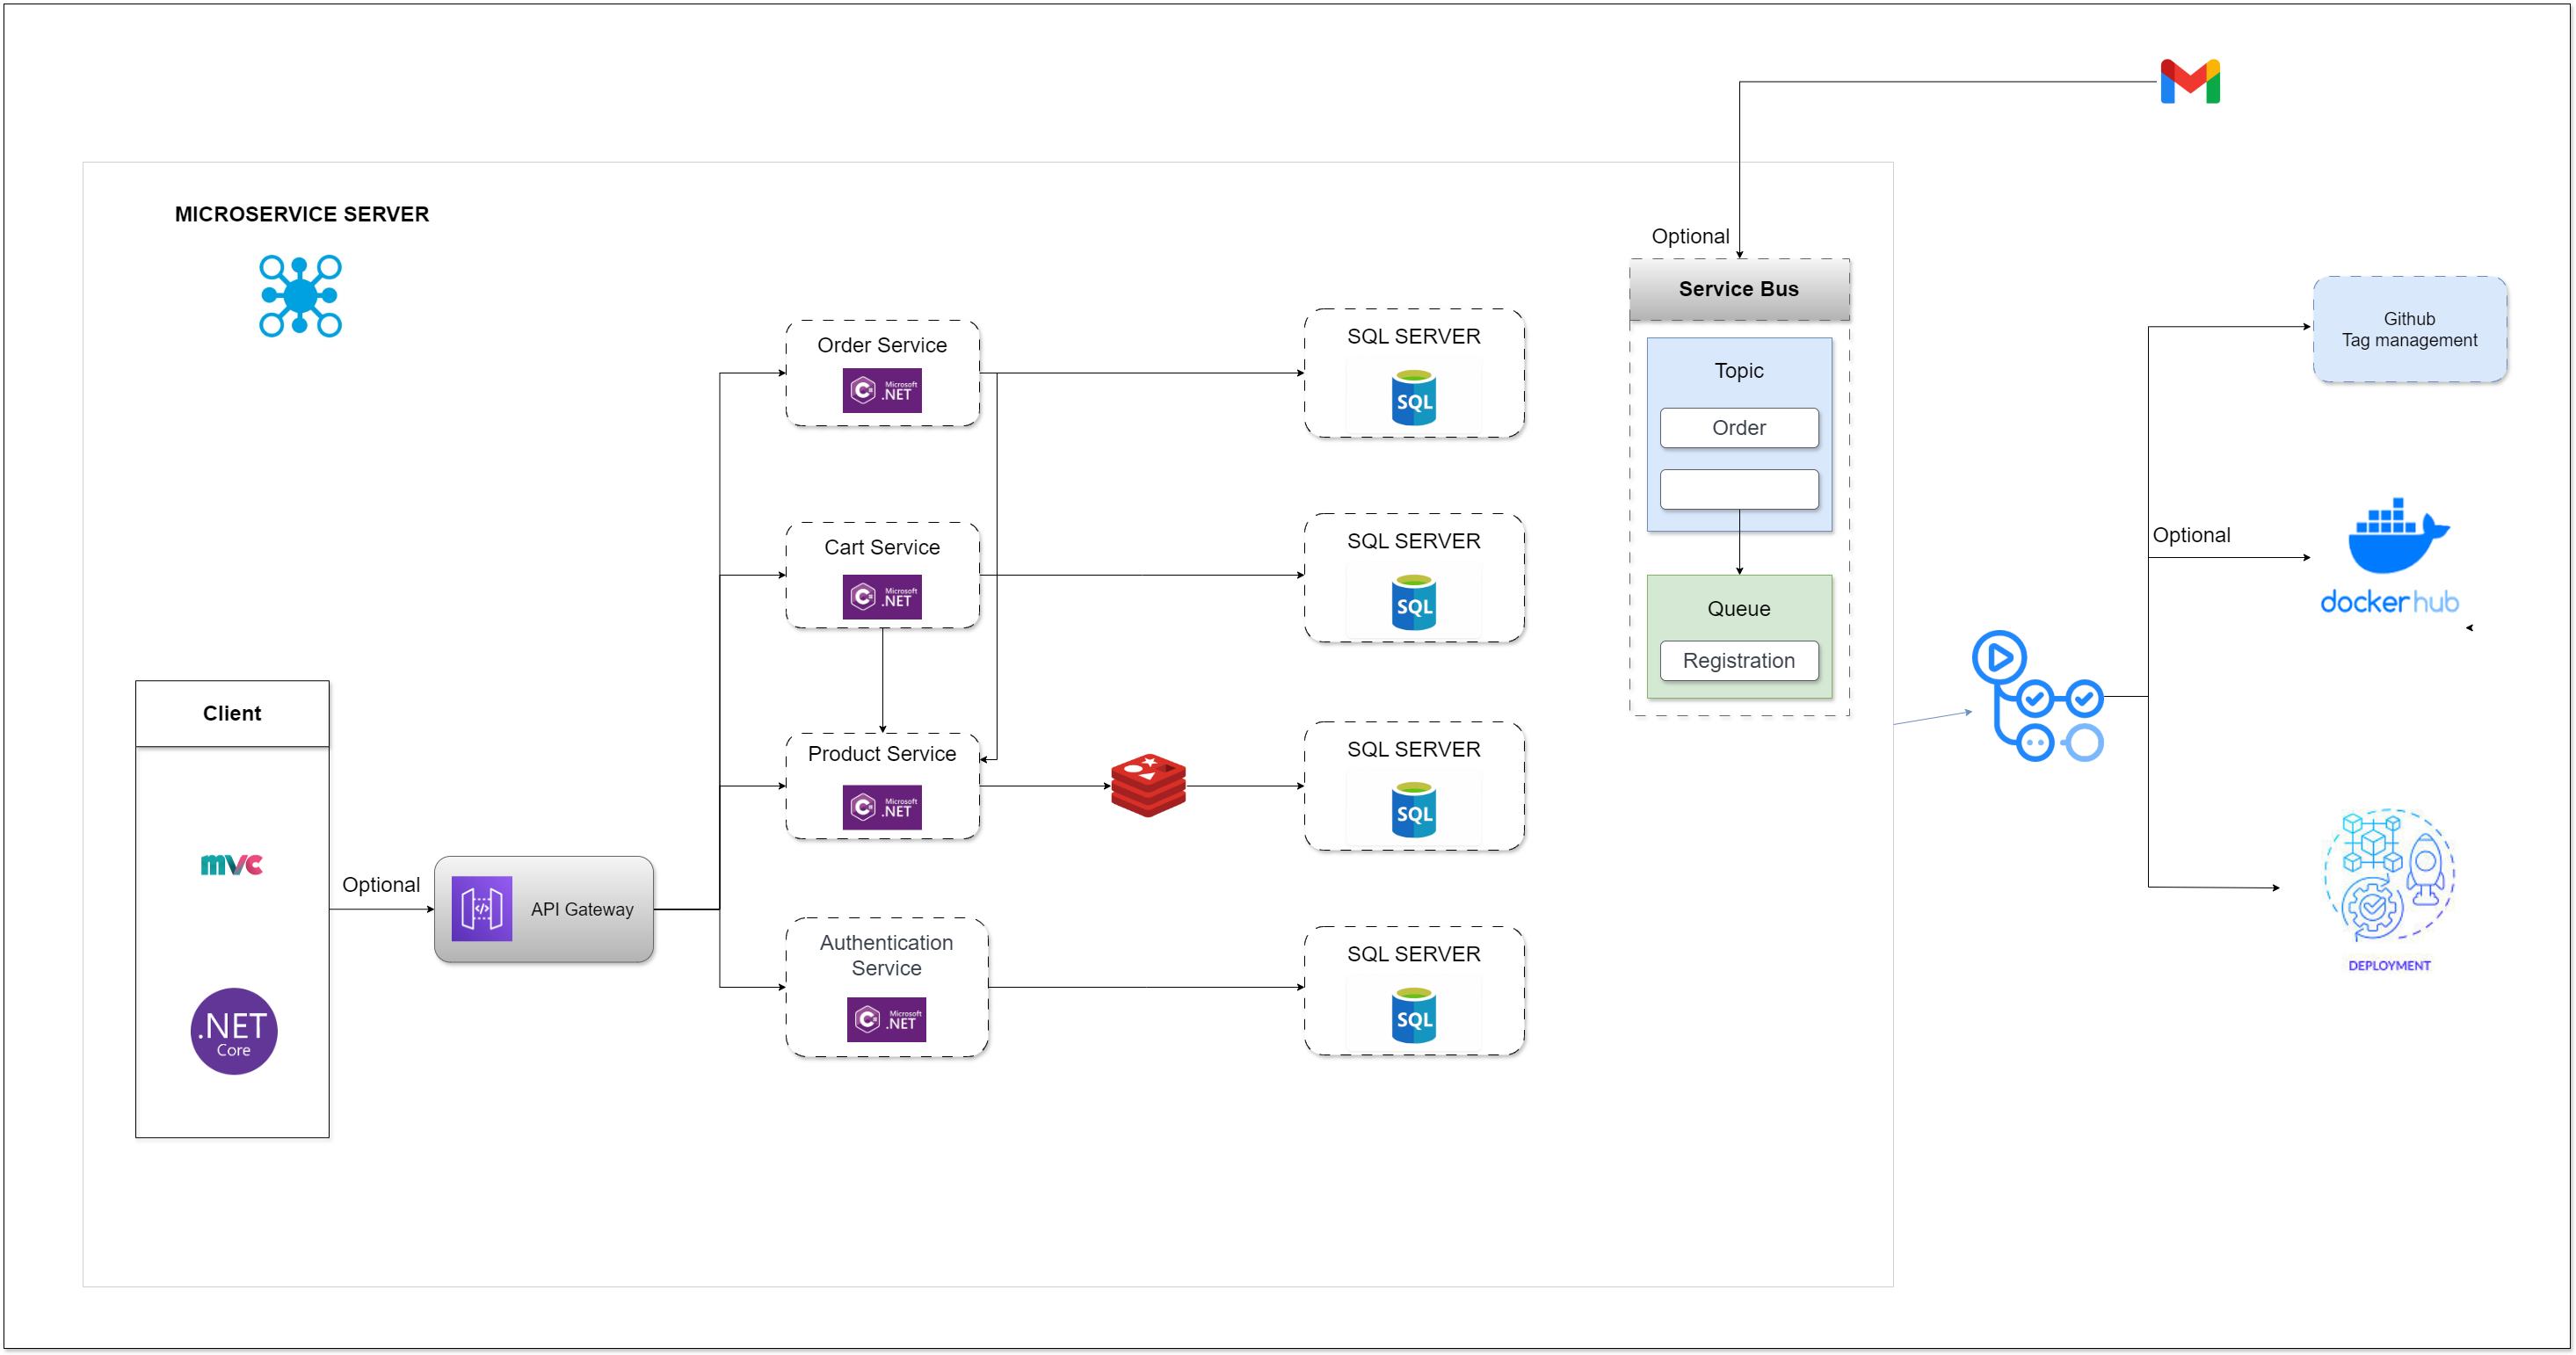 MICROSERVICE SERVER
Optional
Service Bus
Topic
Order
Queue
Registration
Order Service
Microsoft
C# .NET
SQL SERVER
SQL
Cart Service
Microsoft
C# .NET
SQL SERVER
SQL
Product Service
Microsoft
C# .NET
SQL SERVER
SQL
Authentication
Service
Microsoft
C# .NET
SQL SERVER
SQL
Client
mvc
.NET
Core
Optional
API Gateway
</>
Github
Tag management
Optional
docker hub
DEPLOYMENT